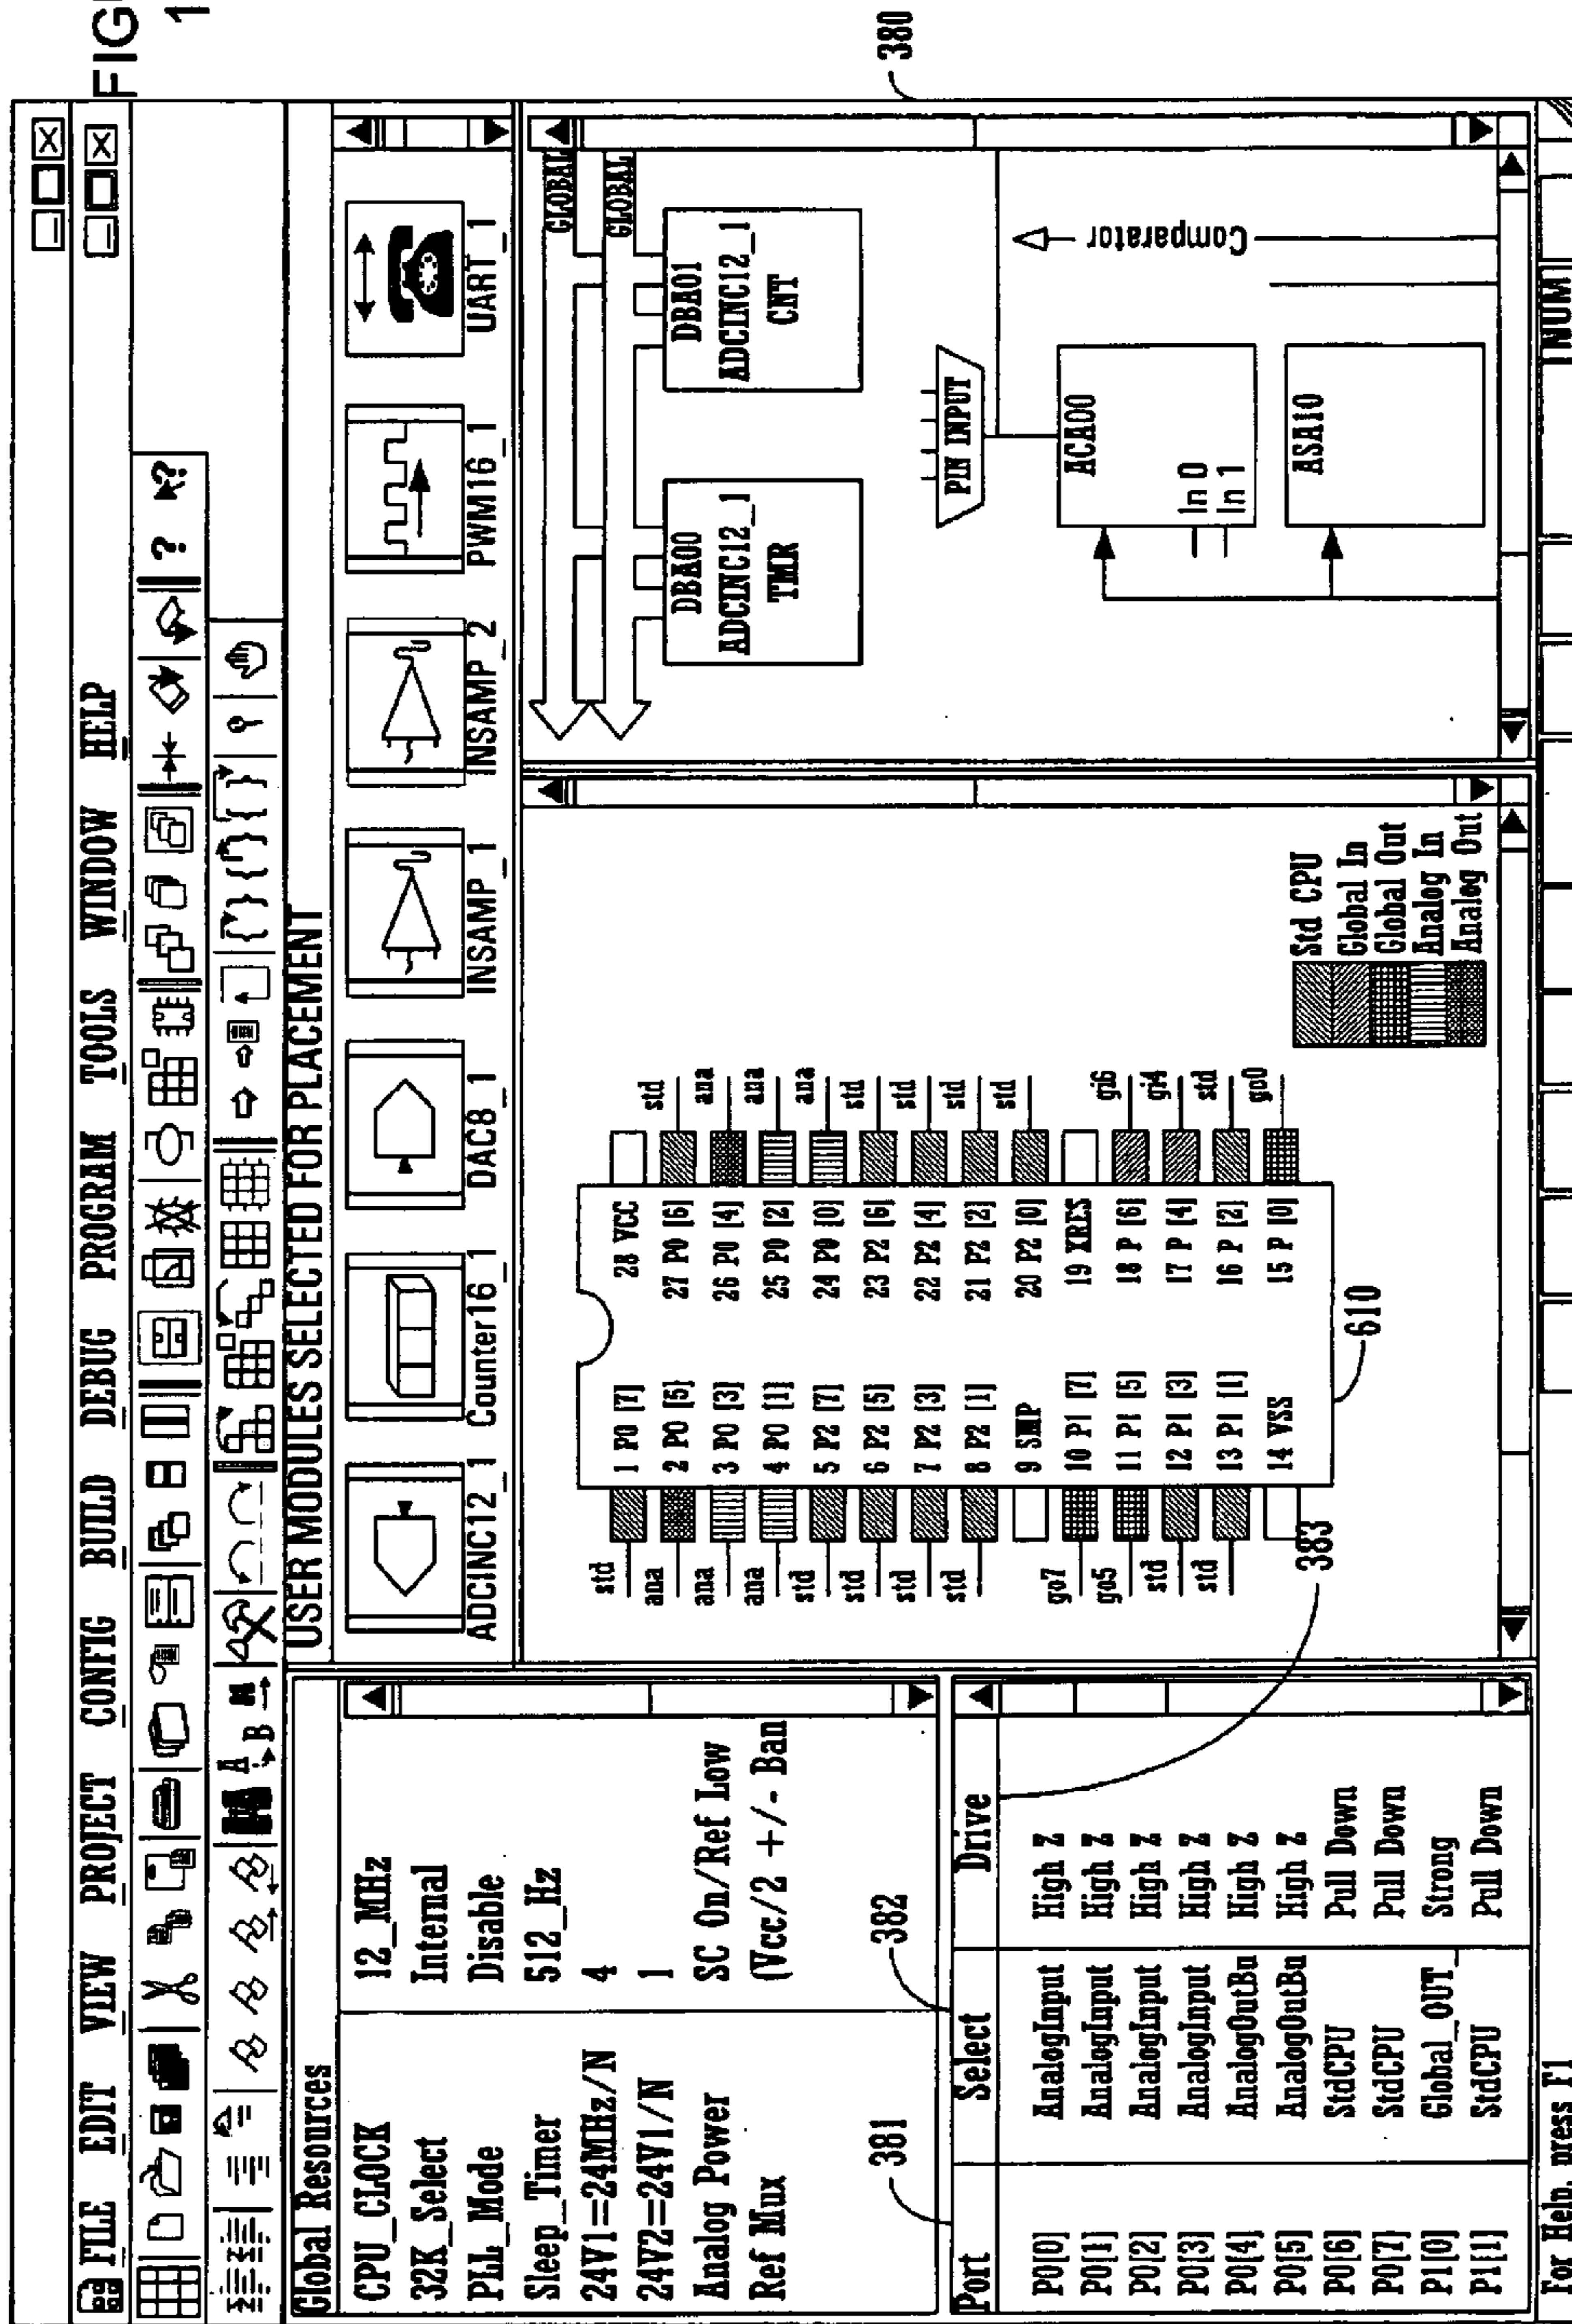 FIG
1
FILE EDIT VIEW PROJECT CONFIG BUILD DEBUG PROGRAM TOOLS WINDOW HELP
? ?
A B M
Global Resources
CPU_CLOCK 12_MHz
32K_Select Internal
PLL_Mode Disable
Sleep_Timer 512_Hz
24V1=24MHz/N 4
24V2=24V1/N 1
Analog Power SC On/Ref Low
Ref Mux (Vcc/2 +/- Ban
USER MODULES SELECTED FOR PLACEMENT
ADCINC12_1 Counter16_1 DAC8_1 INSAMP_1 INSAMP_2 PWM16_1 UART_1
381
382
383
Port Select Drive
P0[0] AnalogInput High Z
P0[1] AnalogInput High Z
P0[2] AnalogInput High Z
P0[3] AnalogInput High Z
P0[4] AnalogOutBu High Z
P0[5] AnalogOutBu High Z
P0[6] StdCPU Pull Down
P0[7] StdCPU Pull Down
P1[0] Global_OUT_ Strong
P1[1] StdCPU Pull Down
std 1 P0 [7] 28 VCC
ana 2 P0 [5] 27 P0 [6] std
ana 3 P0 [3] 26 P0 [4] ana
ana 4 P0 [1] 25 P0 [2] ana
std 5 P2 [7] 24 P0 [0] ana
std 6 P2 [5] 23 P2 [6] std
std 7 P2 [3] 22 P2 [4] std
std 8 P2 [1] 21 P2 [2] std
9 SMP 20 P2 [0] std
go7 10 P1 [7] 19 XRES
go5 11 P1 [5] 18 P [6] gi6
std 12 P1 [3] 17 P [4] gi4
std 13 P1 [1] 16 P [2] std
14 VSS 15 P [0] go0
610
Std CPU
Global In
Global Out
Analog In
Analog Out
GLOBAL
GLOBAL
DBA00
ADCINC12_1
TMR
DBA01
ADCINC12_1
CNT
PIN INPUT
ACA00
In 0
In 1
ASA10
Comparator
380
For Help, press F1
NUM